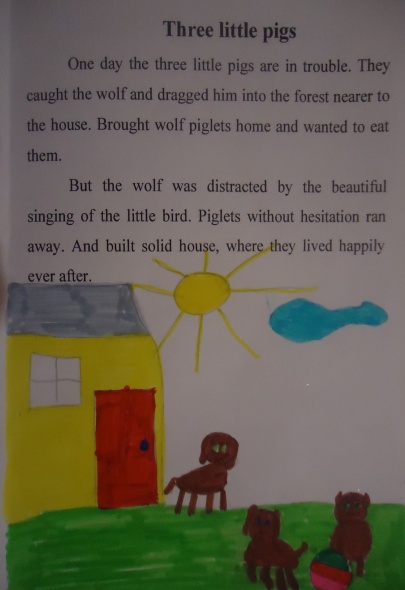 Three little pigs
One day the three little pigs are in trouble. They
caught the wolf and dragged him into the forest nearer to
the house. Brought wolf piglets home and wanted to eat
them.
But the wolf was distracted by the beautiful
singing of the little bird. Piglets without hesitation ran
away. And built solid house, where they lived happily
ever after.